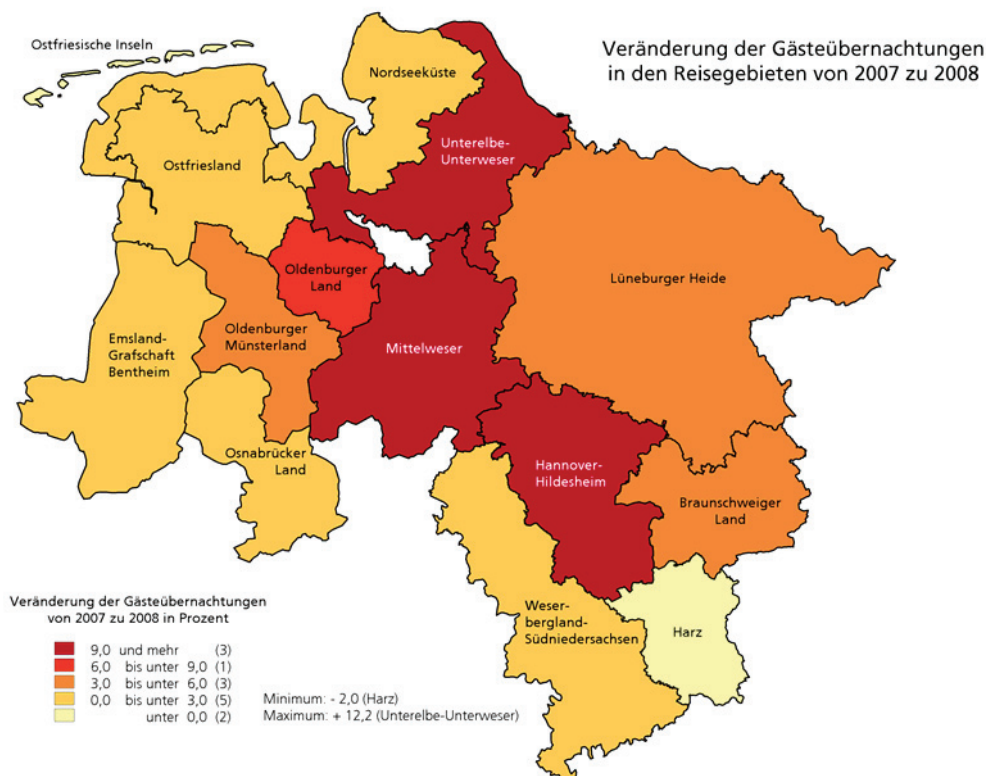 Veränderung der Gästeübernachtungen
in den Reisegebieten von 2007 zu 2008
Ostfriesische Inseln
Nordseeküste
Unterelbe-
Unterweser
Ostfriesland
Oldenburger
Land
Lüneburger Heide
Oldenburger
Münsterland
Emsland-
Grafschaft
Bentheim
Mittelweser
Osnabrücker
Land
Hannover-
Hildesheim
Braunschweiger
Land
Weser-
bergland-
Südniedersachsen
Harz
Veränderung der Gästeübernachtungen
von 2007 zu 2008 in Prozent
9,0 und mehr (3)
6,0 bis unter 9,0 (1)
3,0 bis unter 6,0 (3)
0,0 bis unter 3,0 (5)
unter 0,0 (2)
Minimum: - 2,0 (Harz)
Maximum: + 12,2 (Unterelbe-Unterweser)